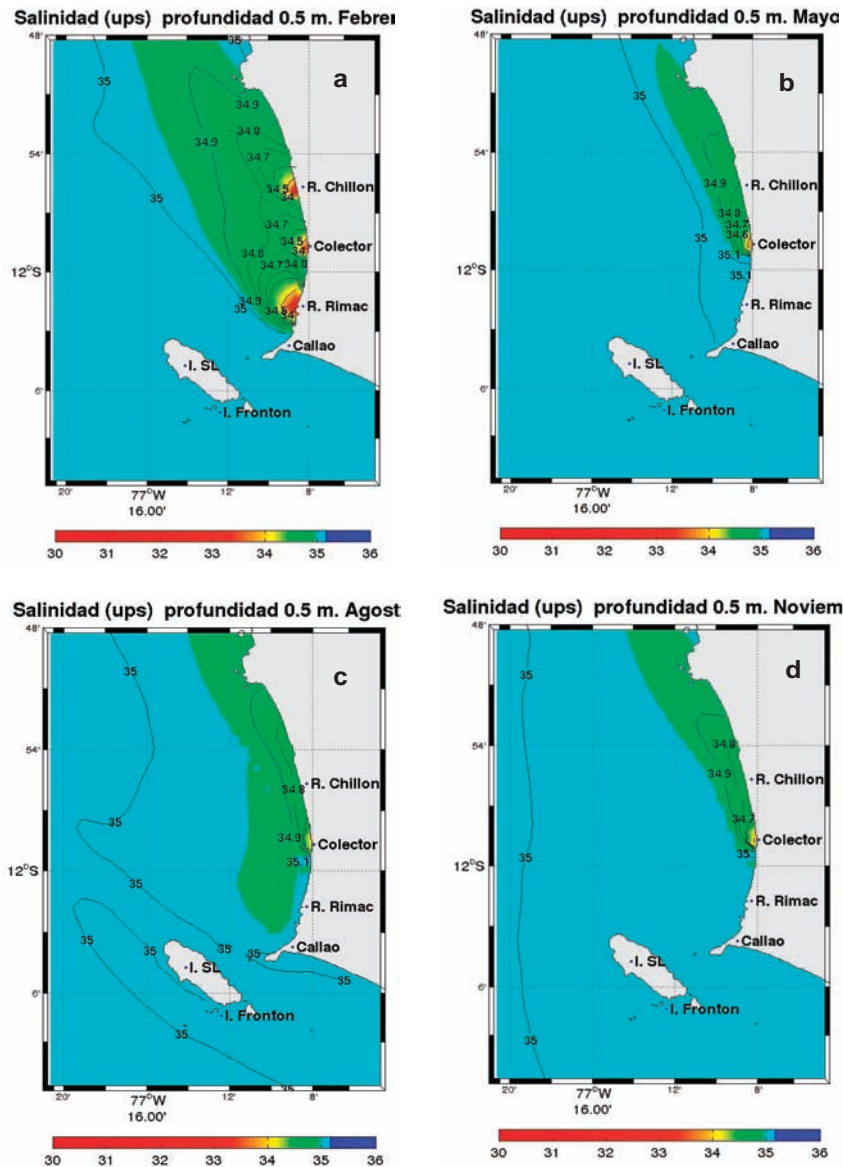 Salinidad (ups) profundidad 0.5 m. Febrer
48'
a
35
35
34.9
34.8
34.9
34.7
54'
34.5
34
R. Chillon
35
34.7
34.5
34
Colector
34.8
34.7
34.8
12°S
34.9
35
34
R. Rimac
Callao
I. SL
6'
I. Fronton
20'
77°W
16.00'
12'
8'
30 31 32 33 34 35 36
Salinidad (ups) profundidad 0.5 m. Mayo
48'
b
35
54'
34.9
R. Chillon
34.8
34.7
34.6
35
Colector
35.1
12°S
35.1
R. Rimac
Callao
I. SL
6'
I. Fronton
20'
77°W
16.00'
12'
8'
30 31 32 33 34 35 36
Salinidad (ups) profundidad 0.5 m. Agost
48'
c
35
54'
34.8
R. Chillon
35
34.9
Colector
35.1
12°S
35
R. Rimac
35
35
35
Callao
I. SL
35
6'
I. Fronton
35
35
20'
77°W
16.00'
12'
8'
30 31 32 33 34 35 36
Salinidad (ups) profundidad 0.5 m. Noviem
48'
d
35
54'
34.8
34.9
R. Chillon
34.7
Colector
35
35
12°S
R. Rimac
Callao
I. SL
6'
I. Fronton
35
20'
77°W
16.00'
12'
8'
30 31 32 33 34 35 36